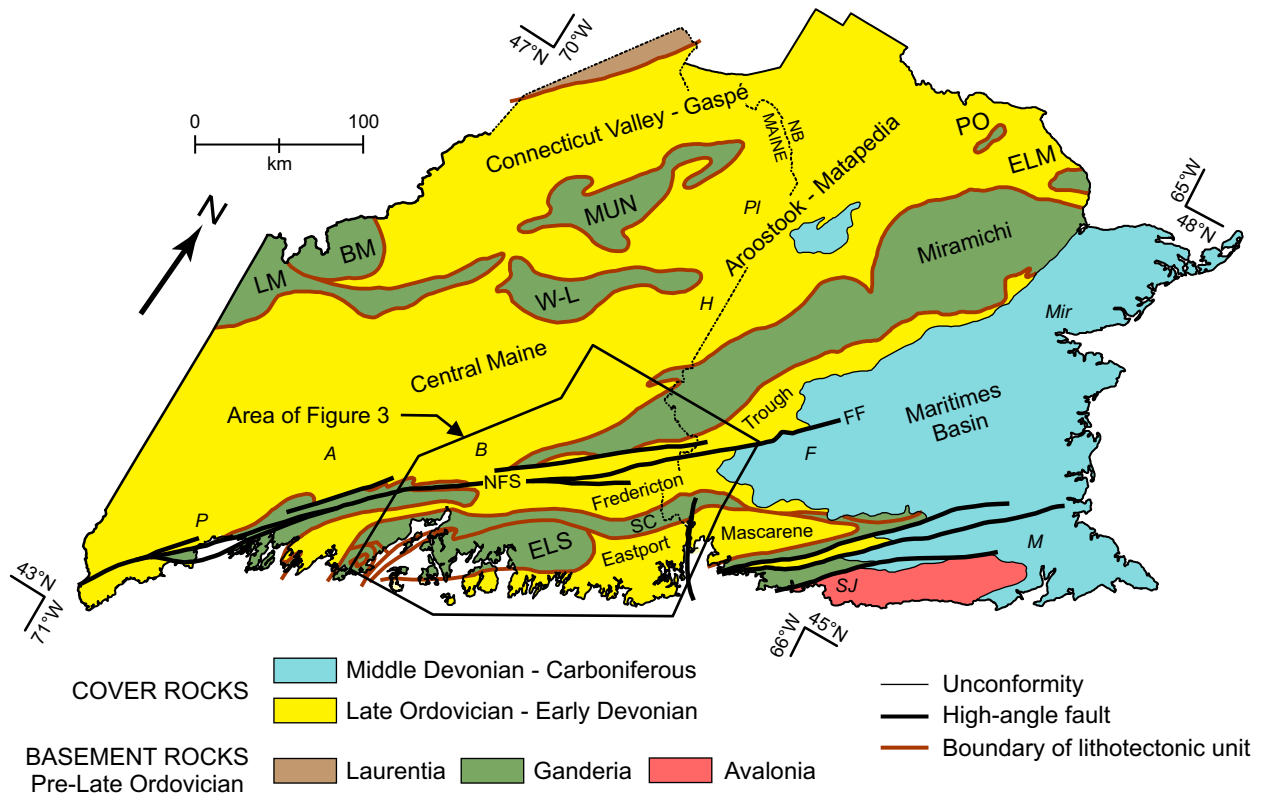 47°N
70°W
0
100
km
N
Connecticut Valley - Gaspé
NB
MAINE
Aroostook - Matapedia
PO
ELM
65°W
48°N
MUN
PI
BM
LM
W-L
H
Miramichi
Mir
Central Maine
Area of Figure 3
Trough
FF
Maritimes
Basin
A
B
F
NFS
Fredericton
P
SC
Mascarene
ELS
Eastport
M
SJ
43°N
71°W
66°W
45°N
COVER ROCKS
Middle Devonian - Carboniferous
Late Ordovician - Early Devonian
BASEMENT ROCKS
Pre-Late Ordovician
Laurentia
Ganderia
Avalonia
Unconformity
High-angle fault
Boundary of lithotectonic unit